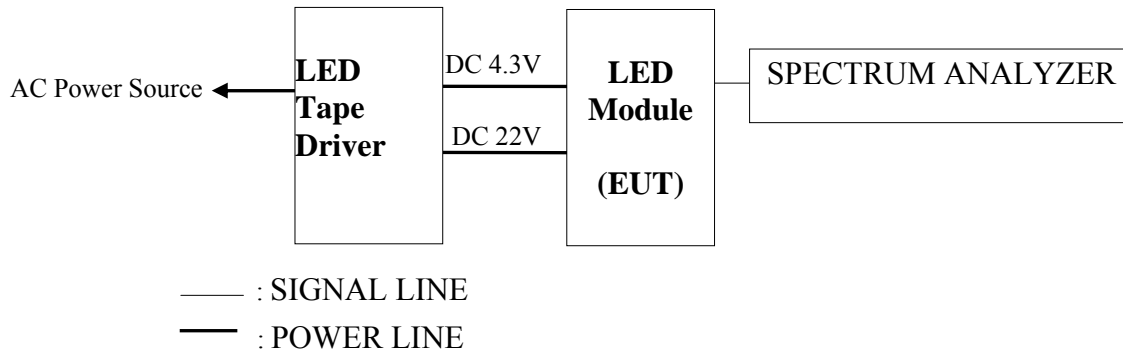 AC Power Source
LED
Tape
Driver
DC 4.3V
DC 22V
LED
Module
(EUT)
SPECTRUM ANALYZER
: SIGNAL LINE
: POWER LINE